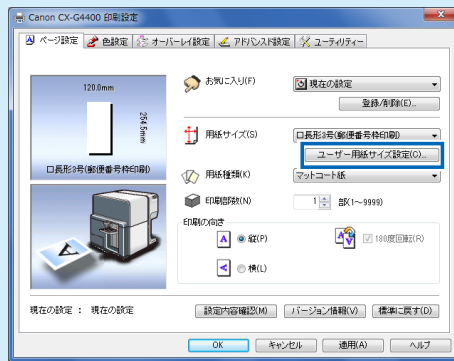 Canon CX-G4400 印刷設定
ページ設定 色設定 オーバーレイ設定 アドバンスド設定 ユーティリティー
120.0mm
254.5mm
口長形3号(郵便番号枠印刷)
お気に入り(F) 現在の設定
登録/削除(E)...
用紙サイズ(S) 口長形3号(郵便番号枠印刷)
ユーザー用紙サイズ設定(C)...
用紙種類(K) マットコート紙
印刷部数(N) 1 部(1～9999)
印刷の向き
A 縦(P) 180度回転(R)
A 横(L)
現在の設定 : 現在の設定 設定内容確認(M) バージョン情報(V) 標準に戻す(D)
OK キャンセル 適用(A) ヘルプ